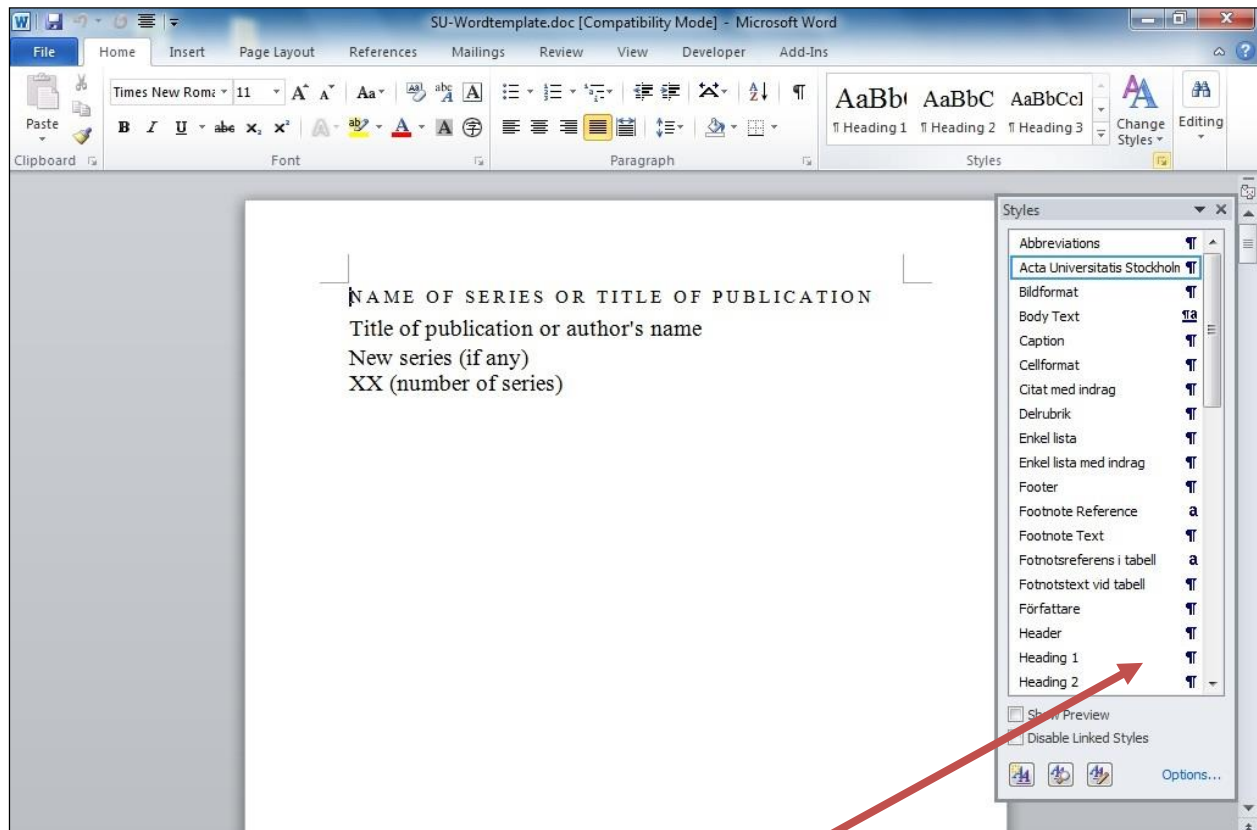 SU-Wordtemplate.doc [Compatibility Mode] - Microsoft Word
File Home Insert Page Layout References Mailings Review View Developer Add-Ins
Times New Roma 11
Paste
AaBb( AaBbC AaBbCcl
¶ Heading 1 ¶ Heading 2 ¶ Heading 3
Change Styles
Editing
Clipboard Font Paragraph Styles
NAME OF SERIES OR TITLE OF PUBLICATION
Title of publication or author's name
New series (if any)
XX (number of series)
Styles
Abbreviations
Acta Universitatis Stockholn
Bildformat
Body Text
Caption
Cellformat
Citat med indrag
Delrubrik
Enkel lista
Enkel lista med indrag
Footer
Footnote Reference
Footnote Text
Fotnotsreferens i tabell
Fotnotstext vid tabell
Författare
Header
Heading 1
Heading 2
Show Preview
Disable Linked Styles
Options...